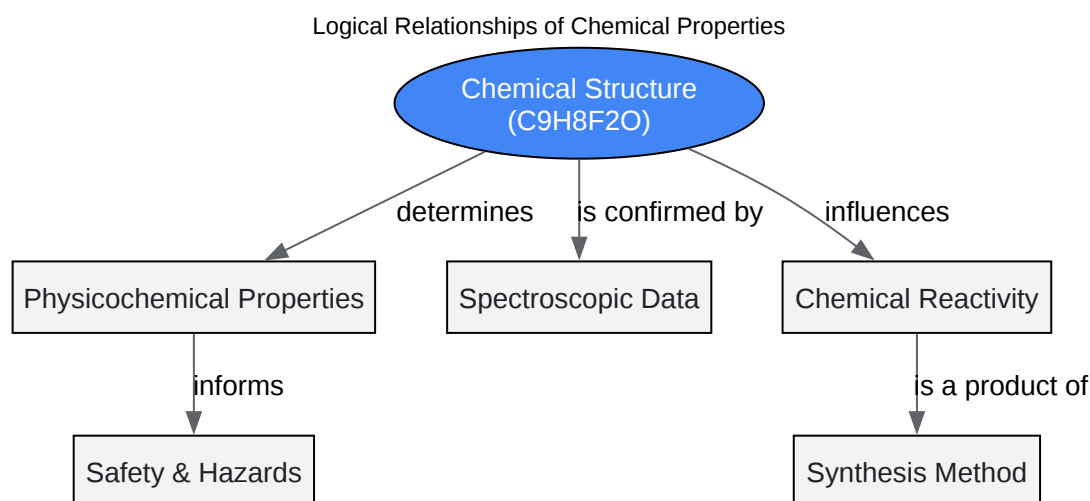 Logical Relationships of Chemical Properties
Chemical Structure
(C9H8F2O)
determines
is confirmed by
influences
Physicochemical Properties
Spectroscopic Data
Chemical Reactivity
informs
is a product of
Safety & Hazards
Synthesis Method